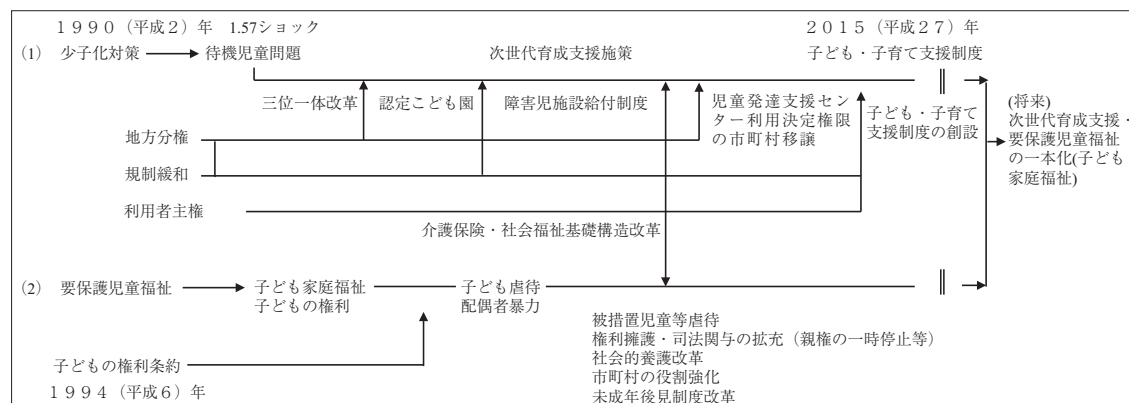 １９９０（平成２）年　1.57ショック
２０１５（平成２７）年
(1)　少子化対策
待機児童問題
次世代育成支援施策
子ども・子育て支援制度
三位一体改革
認定こども園
障害児施設給付制度
児童発達支援セン
ター利用決定権限
の市町村移譲
子ども・子育て
支援制度の創設
(将来)
次世代育成支援・
要保護児童福祉
の一本化(子ども
家庭福祉)
地方分権
規制緩和
利用者主権
介護保険・社会福祉基礎構造改革
(2)　要保護児童福祉
子ども家庭福祉
子どもの権利
子ども虐待
配偶者暴力
被措置児童等虐待
権利擁護・司法関与の拡充（親権の一時停止等）
社会的養護改革
市町村の役割強化
未成年後見制度改革
子どもの権利条約
１９９４（平成６）年